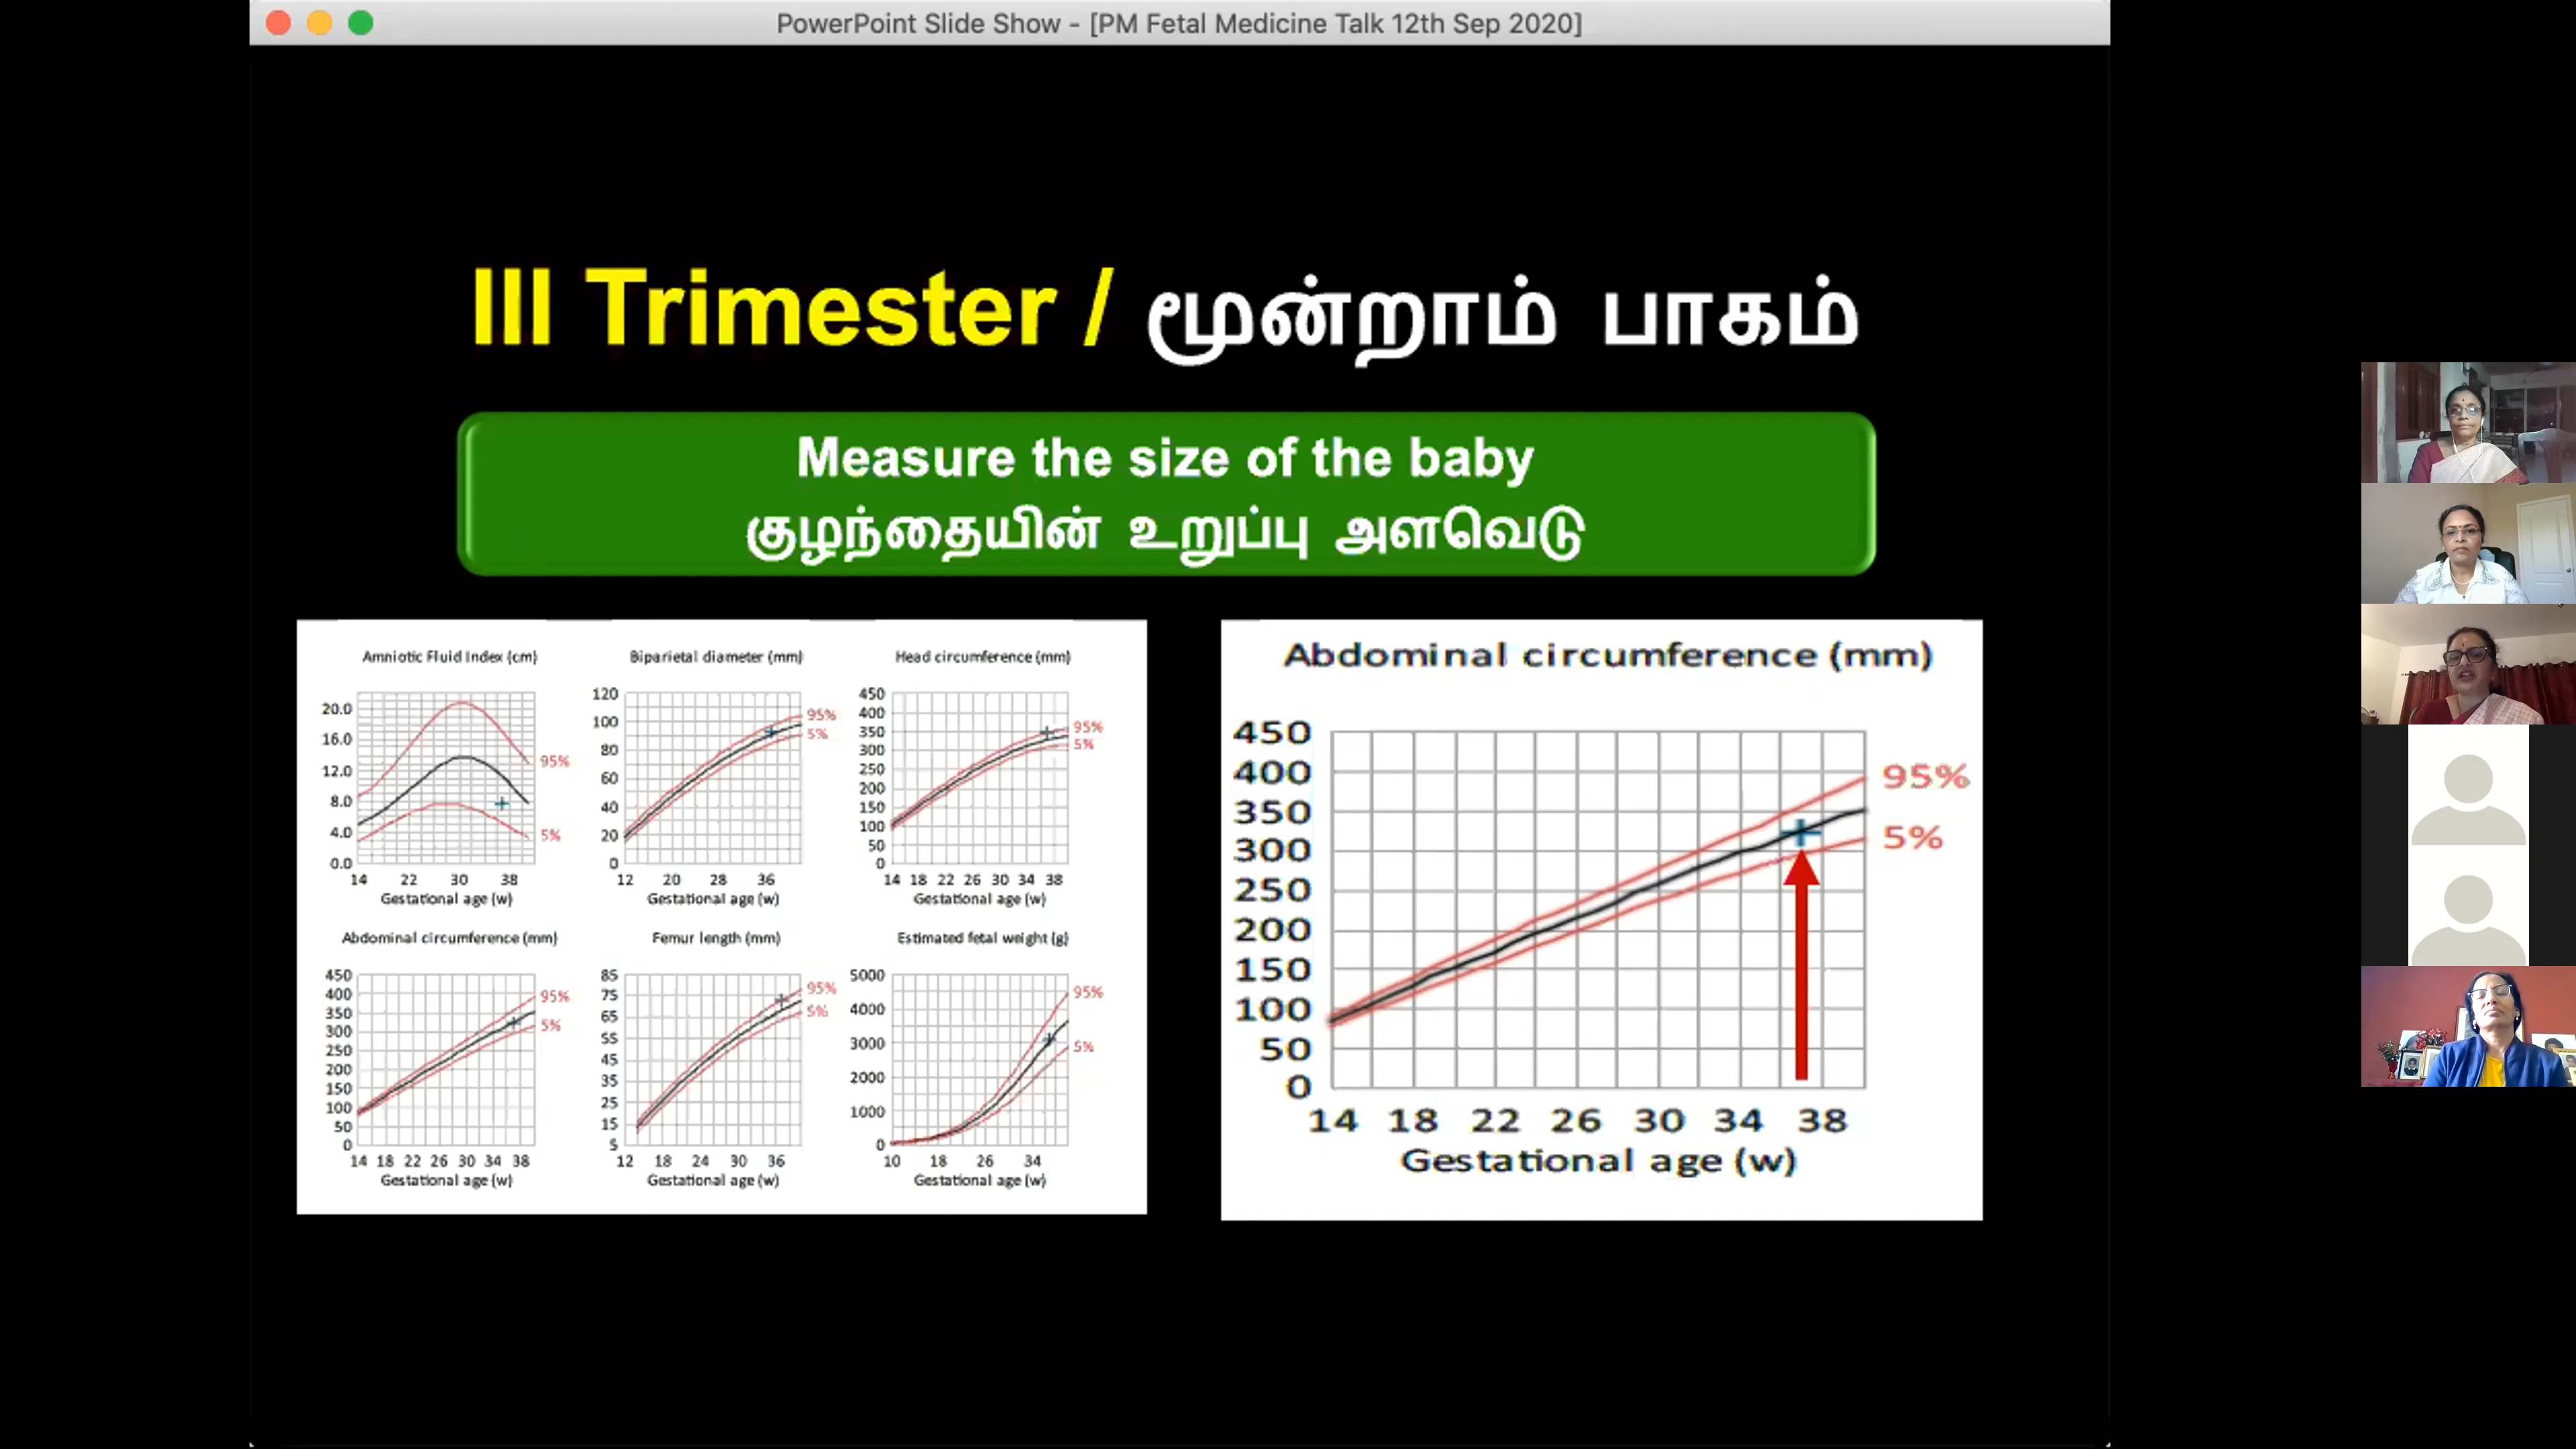 PowerPoint Slide Show - [PM Fetal Medicine Talk 12th Sep 2020]
III Trimester / மூன்றாம் பாகம்
Measure the size of the baby
குழந்தையின் உறுப்பு அளவெடு
Amniotic Fluid Index (cm)
20.0
16.0
12.0
8.0
4.0
0.0
95%
5%
14 22 30 38
Gestational age (w)
Biparietal diameter (mm)
120
100
80
60
40
20
0
95%
5%
12 20 28 36
Gestational age (w)
Head circumference (mm)
450
400
350
300
250
200
150
100
50
0
95%
5%
14 18 22 26 30 34 38
Gestational age (w)
Abdominal circumference (mm)
450
400
350
300
250
200
150
100
50
0
95%
5%
14 18 22 26 30 34 38
Gestational age (w)
Femur length (mm)
85
75
65
55
45
35
25
15
5
95%
5%
12 18 24 30 36
Gestational age (w)
Estimated fetal weight (g)
5000
4000
3000
2000
1000
0
95%
5%
10 18 26 34
Gestational age (w)
Abdominal circumference (mm)
450
400
350
300
250
200
150
100
50
0
95%
5%
14 18 22 26 30 34 38
Gestational age (w)